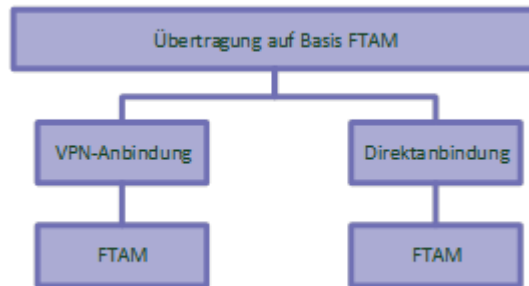 Übertragung auf Basis FTAM
VPN-Anbindung
Direktanbindung
FTAM
FTAM